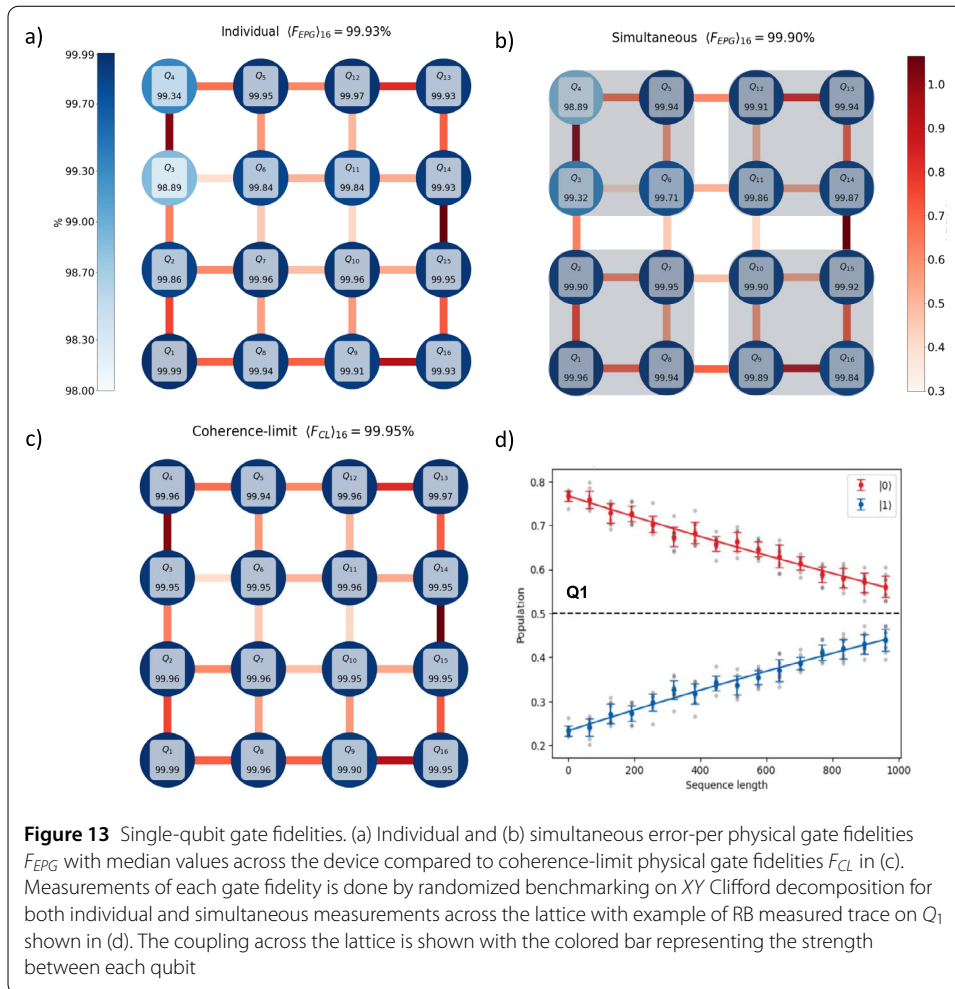 a)
Individual ⟨F_EPG⟩₁₆ = 99.93%
99.99
99.70
99.30
% 99.00
98.70
98.30
98.00
Q₄ Q₅ Q₁₂ Q₁₃
99.34 99.95 99.97 99.93
Q₃ Q₆ Q₁₁ Q₁₄
98.89 99.84 99.84 99.93
Q₂ Q₇ Q₁₀ Q₁₅
99.86 99.96 99.96 99.95
Q₁ Q₈ Q₉ Q₁₆
99.99 99.94 99.91 99.93
b)
Simultaneous ⟨F_EPG⟩₁₆ = 99.90%
Q₄ Q₅ Q₁₂ Q₁₃
98.89 99.94 99.91 99.94
Q₃ Q₆ Q₁₁ Q₁₄
99.32 99.71 99.86 99.87
Q₂ Q₇ Q₁₀ Q₁₅
99.90 99.95 99.90 99.92
Q₁ Q₈ Q₉ Q₁₆
99.96 99.94 99.89 99.84
1.0
0.9
0.8
0.7
0.6
0.5
0.4
0.3
c)
Coherence-limit ⟨F_CL⟩₁₆ = 99.95%
Q₄ Q₅ Q₁₂ Q₁₃
99.96 99.94 99.96 99.97
Q₃ Q₆ Q₁₁ Q₁₄
99.95 99.95 99.96 99.95
Q₂ Q₇ Q₁₀ Q₁₅
99.96 99.96 99.95 99.95
Q₁ Q₈ Q₉ Q₁₆
99.99 99.96 99.90 99.95
d)
|0⟩
|1⟩
Q1
Population
0.8
0.7
0.6
0.5
0.4
0.3
0.2
0 200 400 600 800 1000
Sequence length
Figure 13 Single-qubit gate fidelities. (a) Individual and (b) simultaneous error-per physical gate fidelities
F_EPG with median values across the device compared to coherence-limit physical gate fidelities F_CL in (c).
Measurements of each gate fidelity is done by randomized benchmarking on XY Clifford decomposition for
both individual and simultaneous measurements across the lattice with example of RB measured trace on Q₁
shown in (d). The coupling across the lattice is shown with the colored bar representing the strength
between each qubit